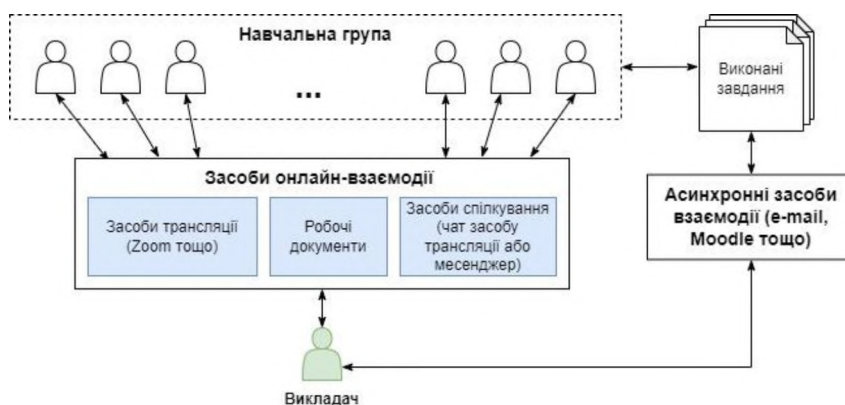 Навчальна група
...
Виконані
завдання
Засоби онлайн-взаємодії
Засоби трансляції
(Zoom тощо)
Робочі
документи
Засоби спілкування
(чат засобу
трансляції або
месенджер)
Асинхронні засоби
взаємодії (e-mail,
Moodle тощо)
Викладач